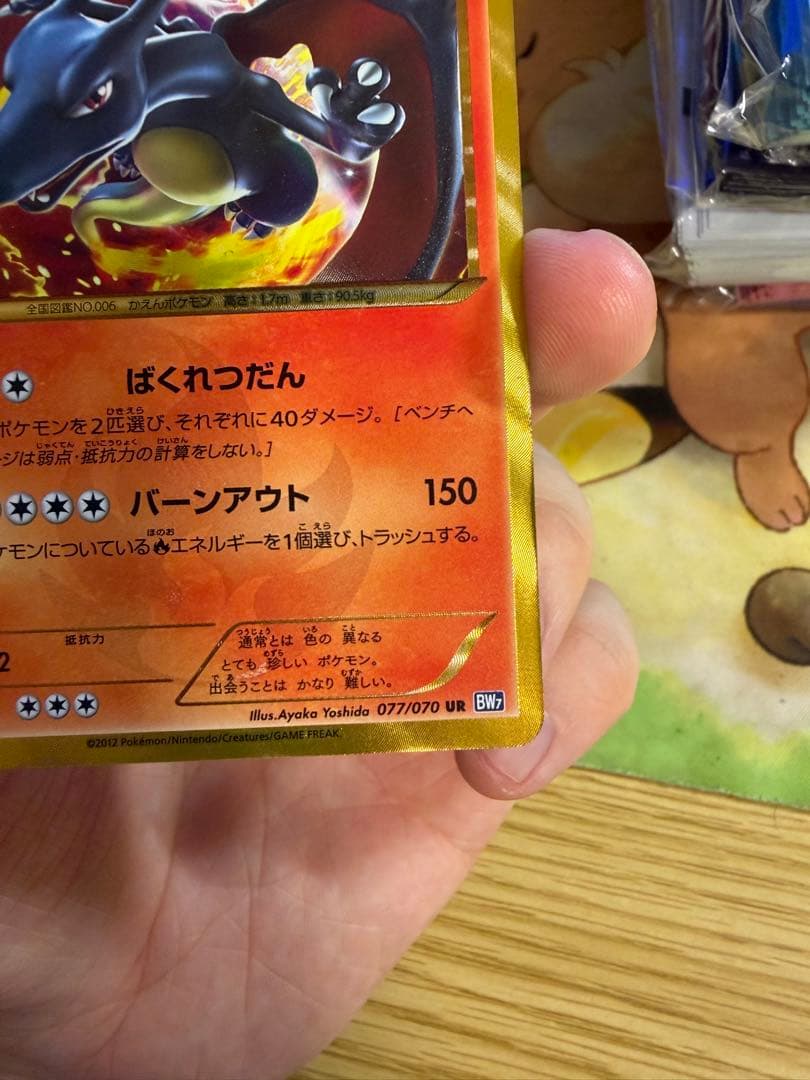 全国図鑑NO.006 かえんポケモン 高さ:1.7m 重さ:90.5kg
ばくれつだん
ポケモンを2匹選び、それぞれに40ダメージ。[ベンチへ
ージは弱点・抵抗力の計算をしない。]
バーンアウト 150
ケモンについているエネルギーを1個選び、トラッシュする。
抵抗力
2
通常とは 色の 異なる
とても 珍しい ポケモン。
出会うことは かなり 難しい。
Illus.Ayaka Yoshida 077/070 UR BW7
©2012 Pokémon/Nintendo/Creatures/GAME FREAK.